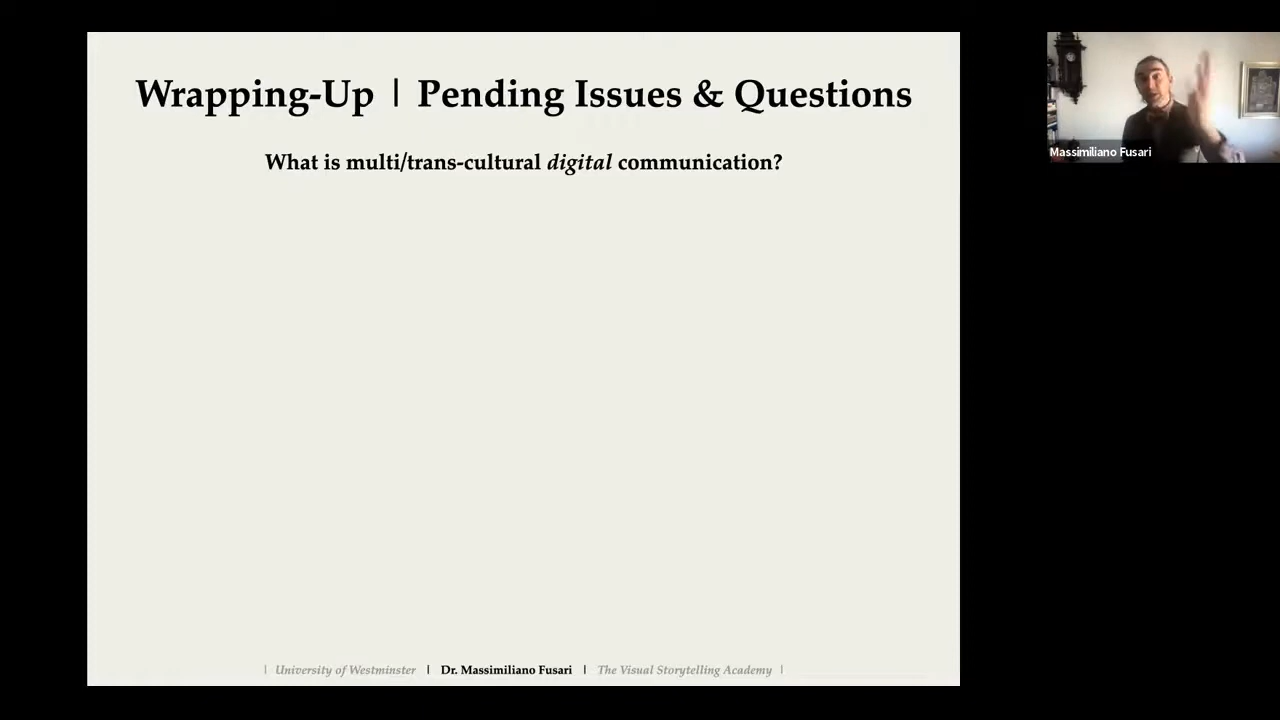 Wrapping-Up | Pending Issues & Questions
What is multi/trans-cultural digital communication?
Massimiliano Fusari
| University of Westminster | Dr. Massimiliano Fusari | The Visual Storytelling Academy |